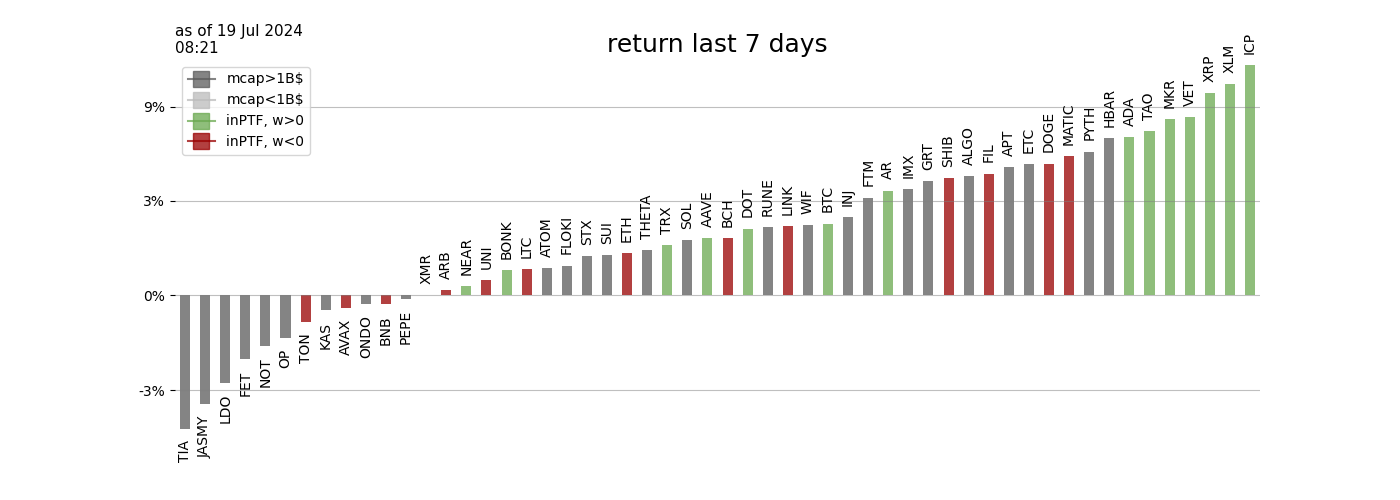 as of 19 Jul 2024
08:21
return last 7 days
mcap>1B$
mcap<1B$
inPTF, w>0
inPTF, w<0
9%
3%
0%
-3%
TIA
JASMY
LDO
FET
NOT
OP
TON
KAS
AVAX
ONDO
BNB
PEPE
XMR
ARB
NEAR
UNI
BONK
LTC
ATOM
FLOKI
STX
SUI
ETH
THETA
TRX
SOL
AAVE
BCH
DOT
RUNE
LINK
WIF
BTC
INJ
FTM
AR
IMX
GRT
SHIB
ALGO
FIL
APT
ETC
DOGE
MATIC
PYTH
HBAR
ADA
TAO
MKR
VET
XRP
XLM
ICP